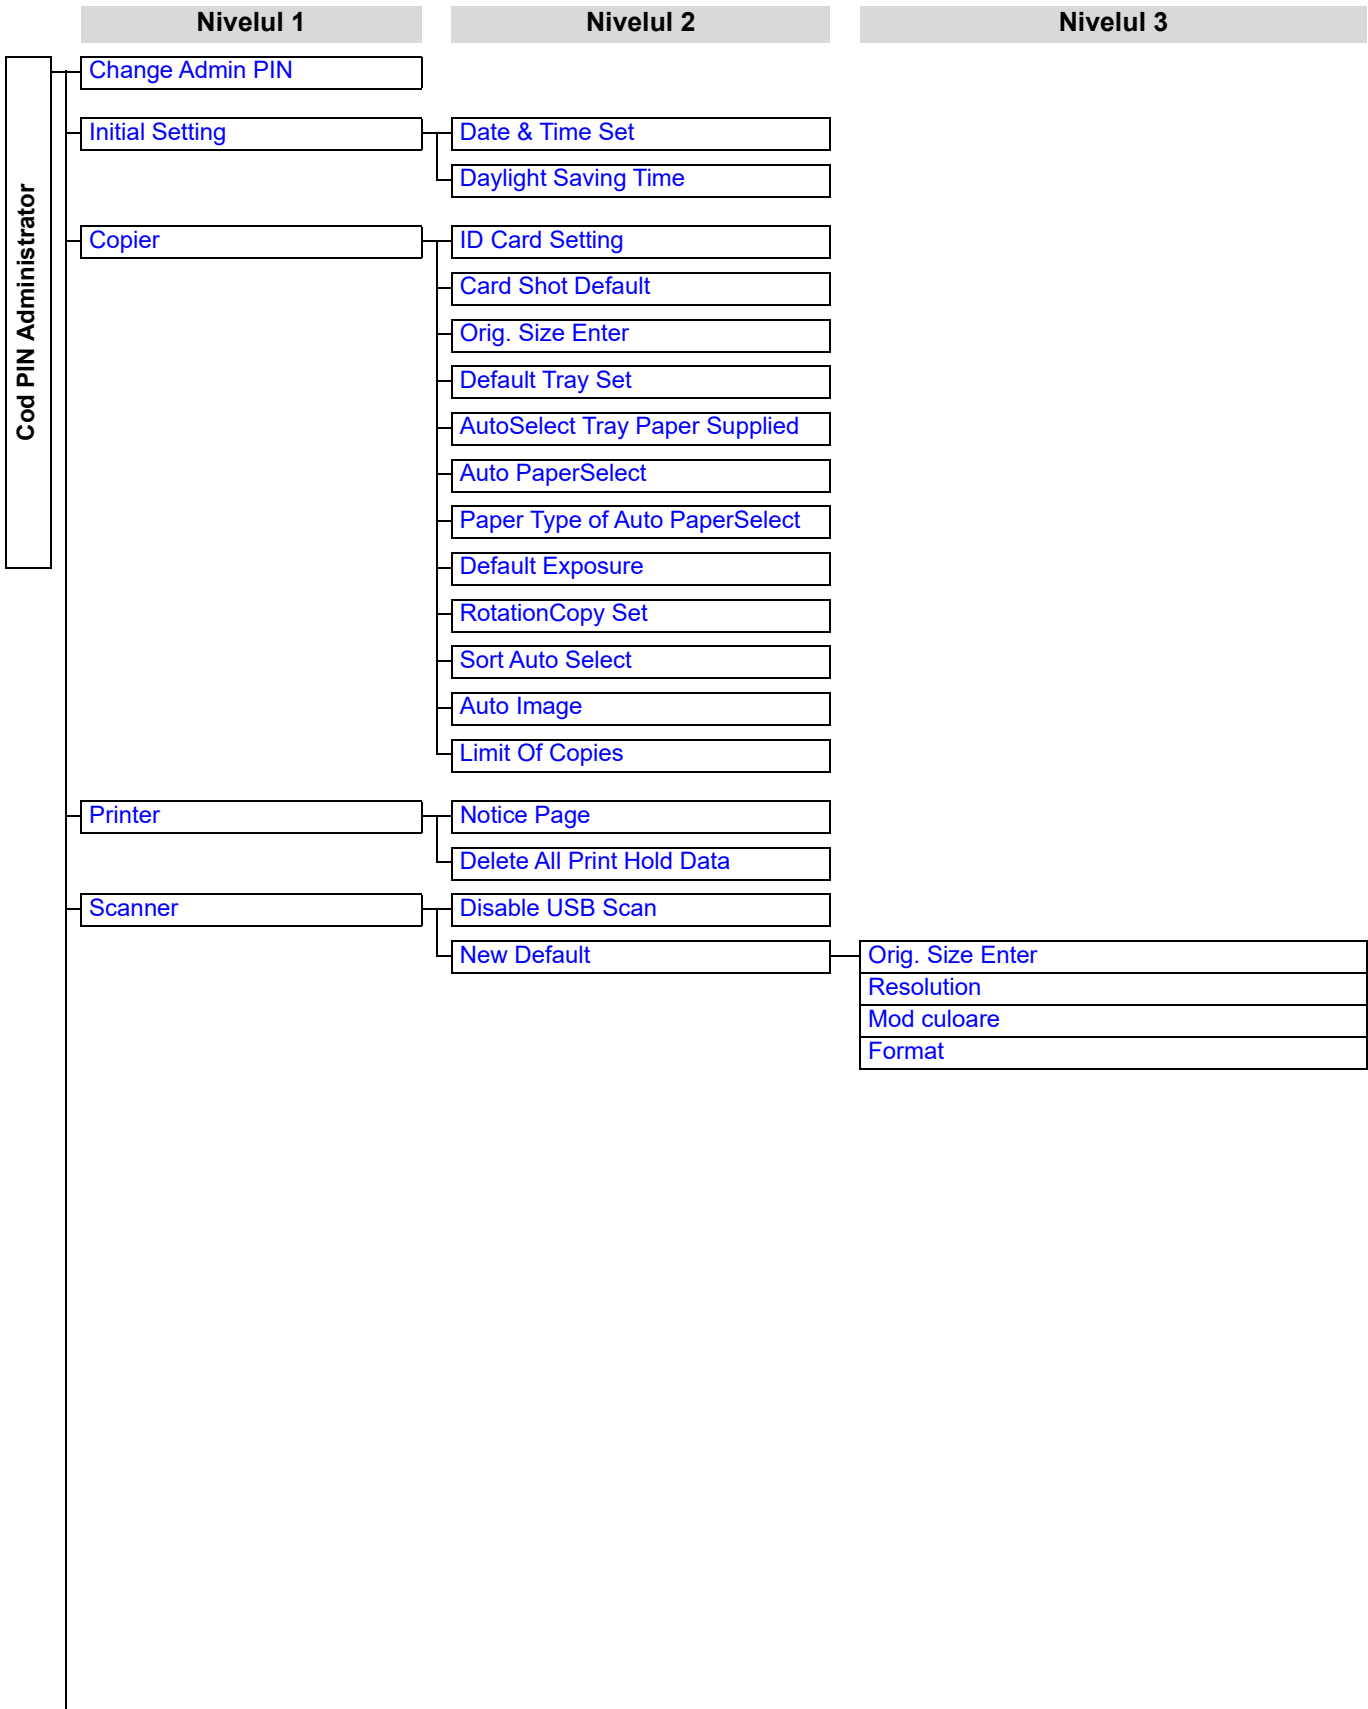 Nivelul 1
Nivelul 2
Nivelul 3
Cod PIN Administrator
Change Admin PIN
Initial Setting
Date & Time Set
Daylight Saving Time
Copier
ID Card Setting
Card Shot Default
Orig. Size Enter
Default Tray Set
AutoSelect Tray Paper Supplied
Auto PaperSelect
Paper Type of Auto PaperSelect
Default Exposure
RotationCopy Set
Sort Auto Select
Auto Image
Limit Of Copies
Printer
Notice Page
Delete All Print Hold Data
Scanner
Disable USB Scan
New Default
Orig. Size Enter
Resolution
Mod culoare
Format